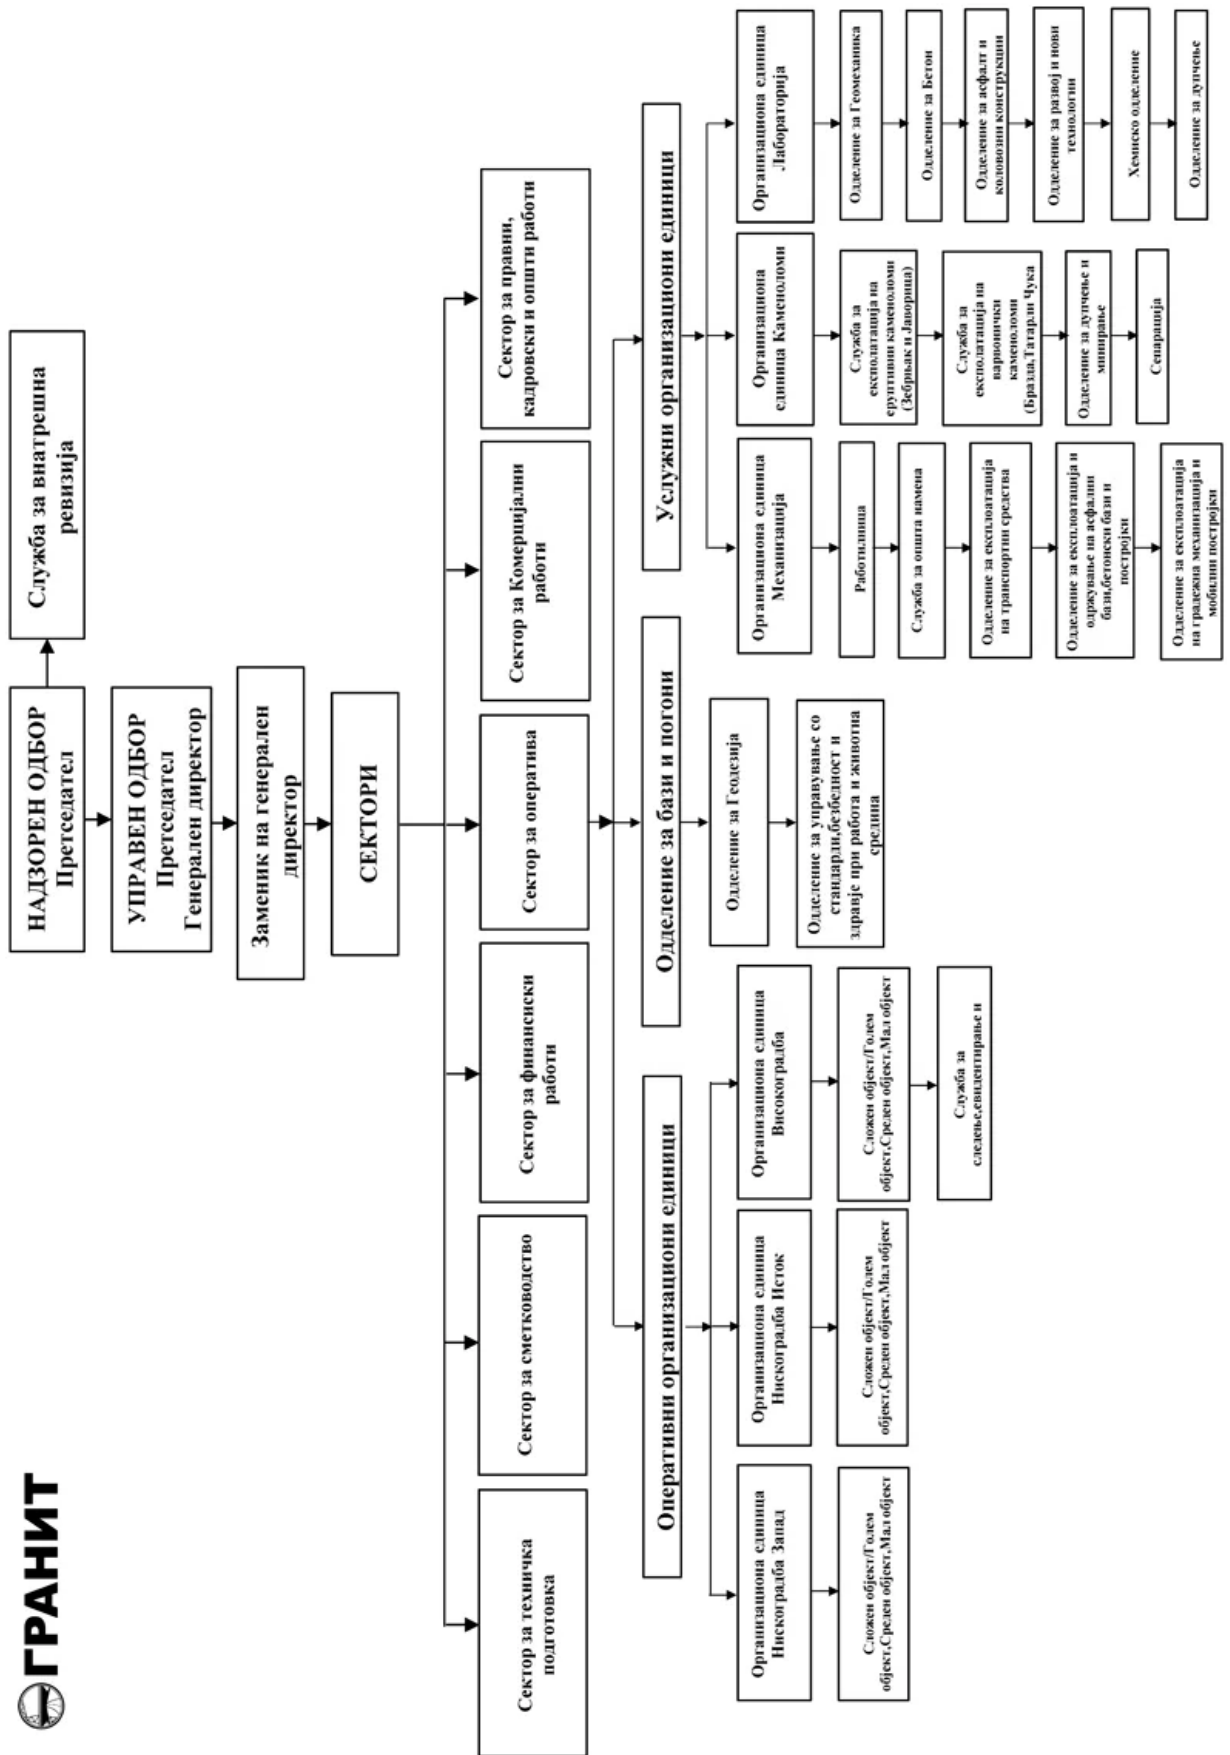 ГРАНИТ
НАДЗОРЕН ОДБОР
Претседател
Служба за внатрешна
ревизија
УПРАВЕН ОДБОР
Претседател
Генерален директор
Заменик на генерален
директор
СЕКТОРИ
Сектор за техничка
подготовка
Сектор за сметководство
Сектор за финансиски
работи
Сектор за оператива
Сектор за Комерцијални
работи
Сектор за правни,
кадровски и општи работи
Оперативни организациони единици
Одделение за бази и погони
Услужни организациони единици
Организациона единица
Нискоградба Запад
Сложен објект/Голем
објект,Среден објект,Мал објект
Организациона единица
Нискоградба Исток
Сложен објект/Голем
објект,Среден објект,Мал објект
Организациона единица
Високоградба
Сложен објект/Голем
објект,Среден објект,Мал објект
Служба за
следење,евидентирање и
Одделение за Геодезија
Одделение за управување со
стандарди,безбедност и
здравје при работа и животна
средина
Организациона единица
Механизација
Работилница
Служба за општа намена
Одделение за експлоатација
на транспортни средства
Одделение за експлоатација и
одржување на асфални
бази,бетонски бази и
постројки
Одделение за експлоатација
на градежна механизација и
мобилни постројки
Организациона
единица Каменоломи
Служба за
експолатација на
еруптивни каменоломи
(Зебрњак и Јаворица)
Служба за
експолатација на
варвонички
каменоломи
(Бразда,Татарли Чука
Одделение за дупчење и
минирање
Сепарација
Организациона единица
Лабораторија
Одделение за Геомеханика
Одделение за Бетон
Одделение за асфалт и
коловозни конструкции
Одделение за развој и нови
технологии
Хемиско одделение
Одделение за дупчење